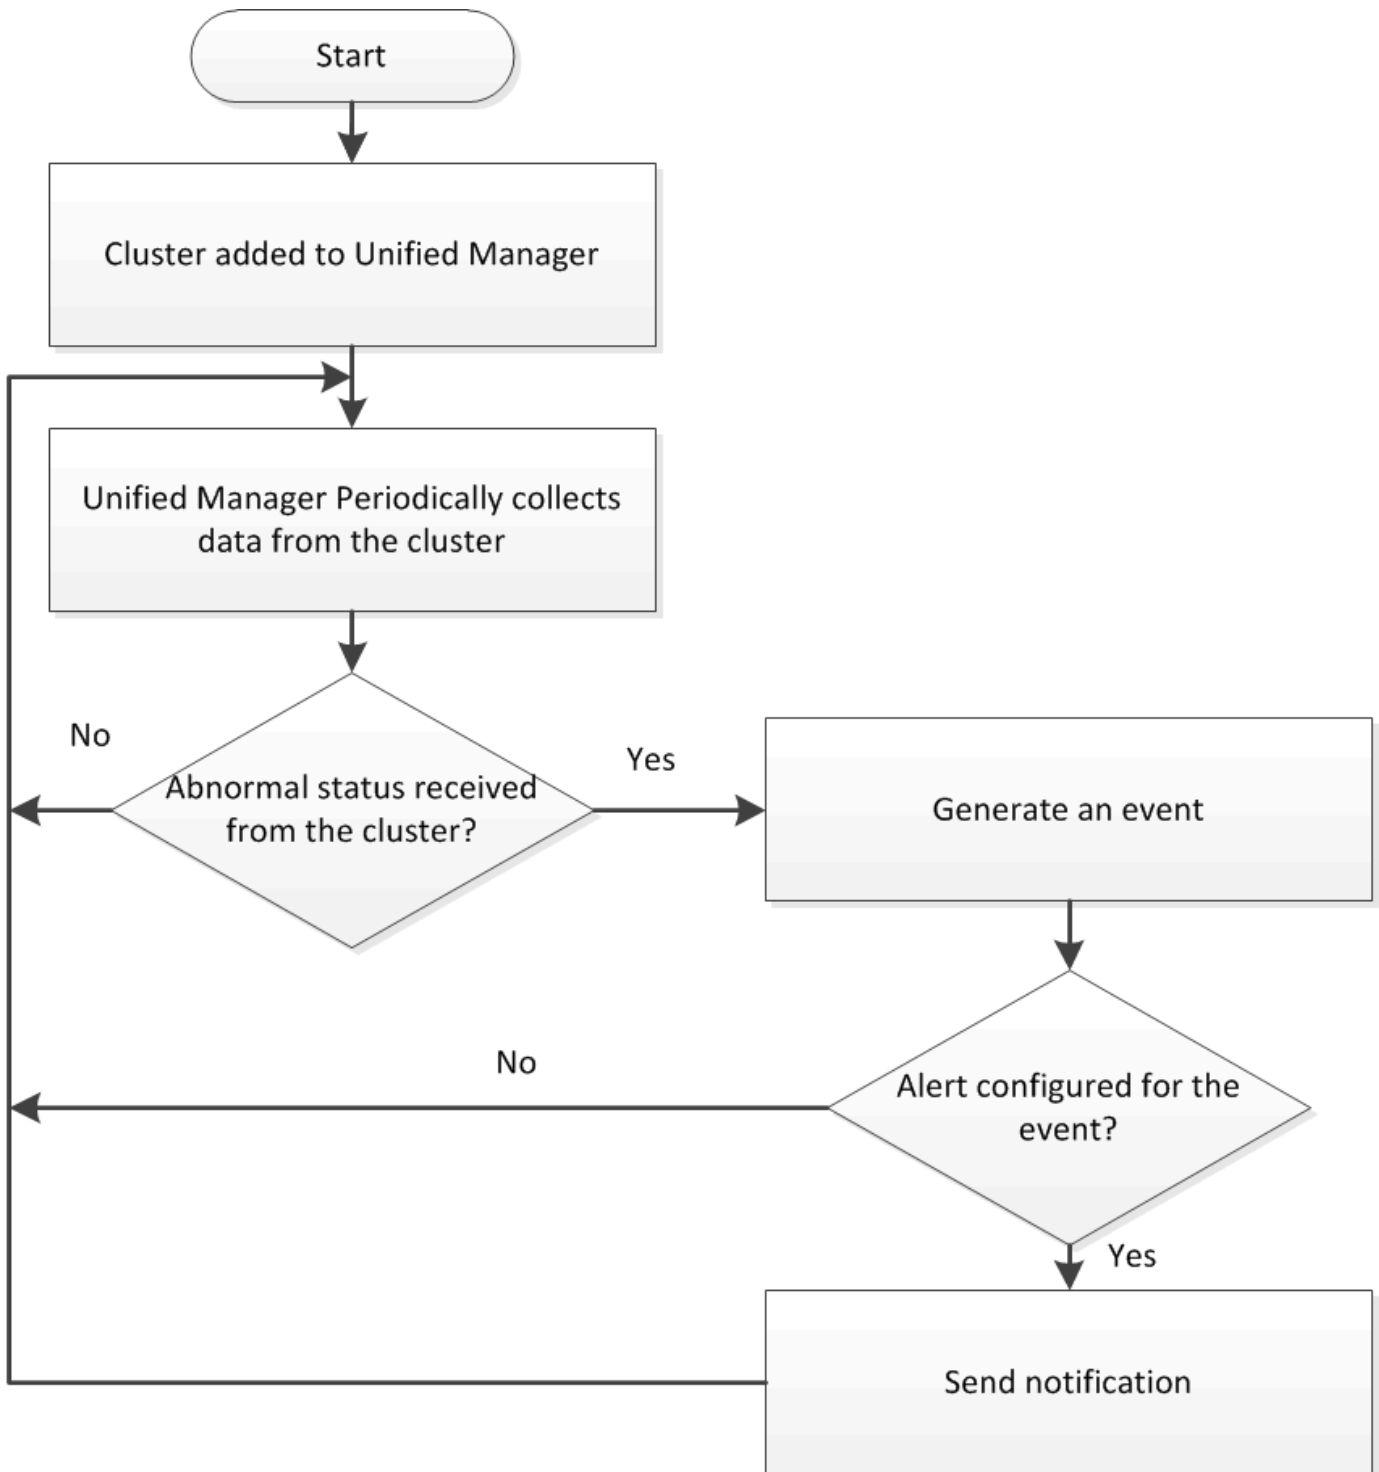 Start
Cluster added to Unified Manager
Unified Manager Periodically collects
data from the cluster
No
Abnormal status received
from the cluster?
Yes
Generate an event
No
Alert configured for the
event?
Yes
Send notification